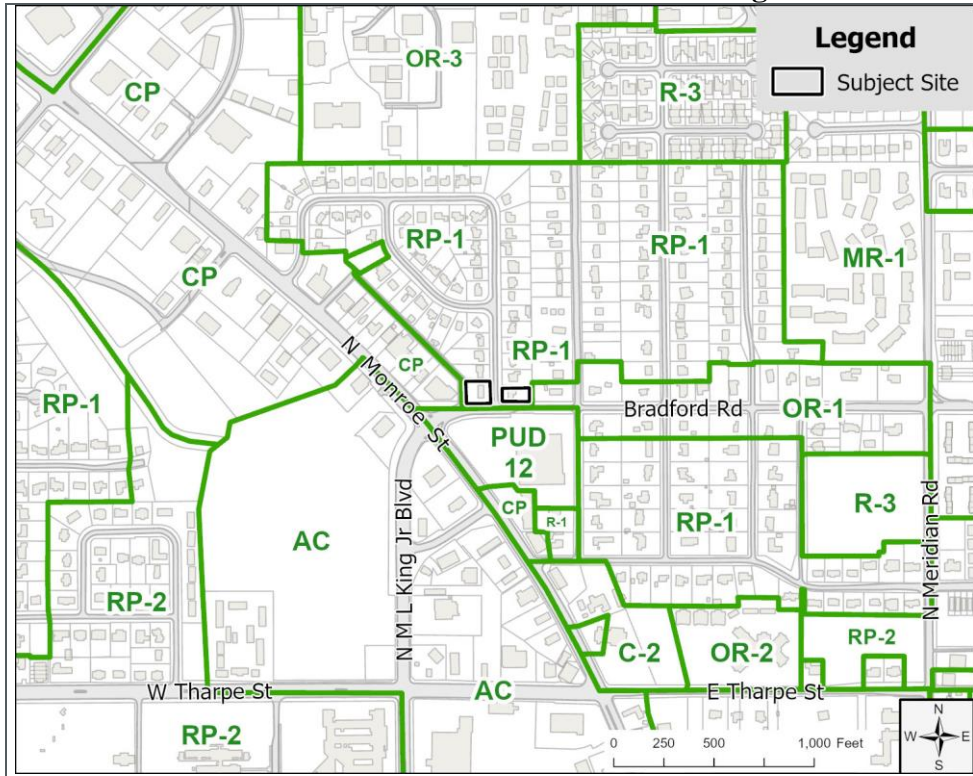 Legend
Subject Site
CP
OR-3
R-3
CP
RP-1
RP-1
MR-1
N Monroe St
CP
RP-1
RP-1
Bradford Rd
OR-1
PUD
12
CP
R-1
RP-1
R-3
AC
N M L King Jr Blvd
N Meridian Rd
RP-2
C-2
OR-2
RP-2
W Tharpe St
AC
E Tharpe St
RP-2
0 250 500 1,000 Feet
N
W E
S